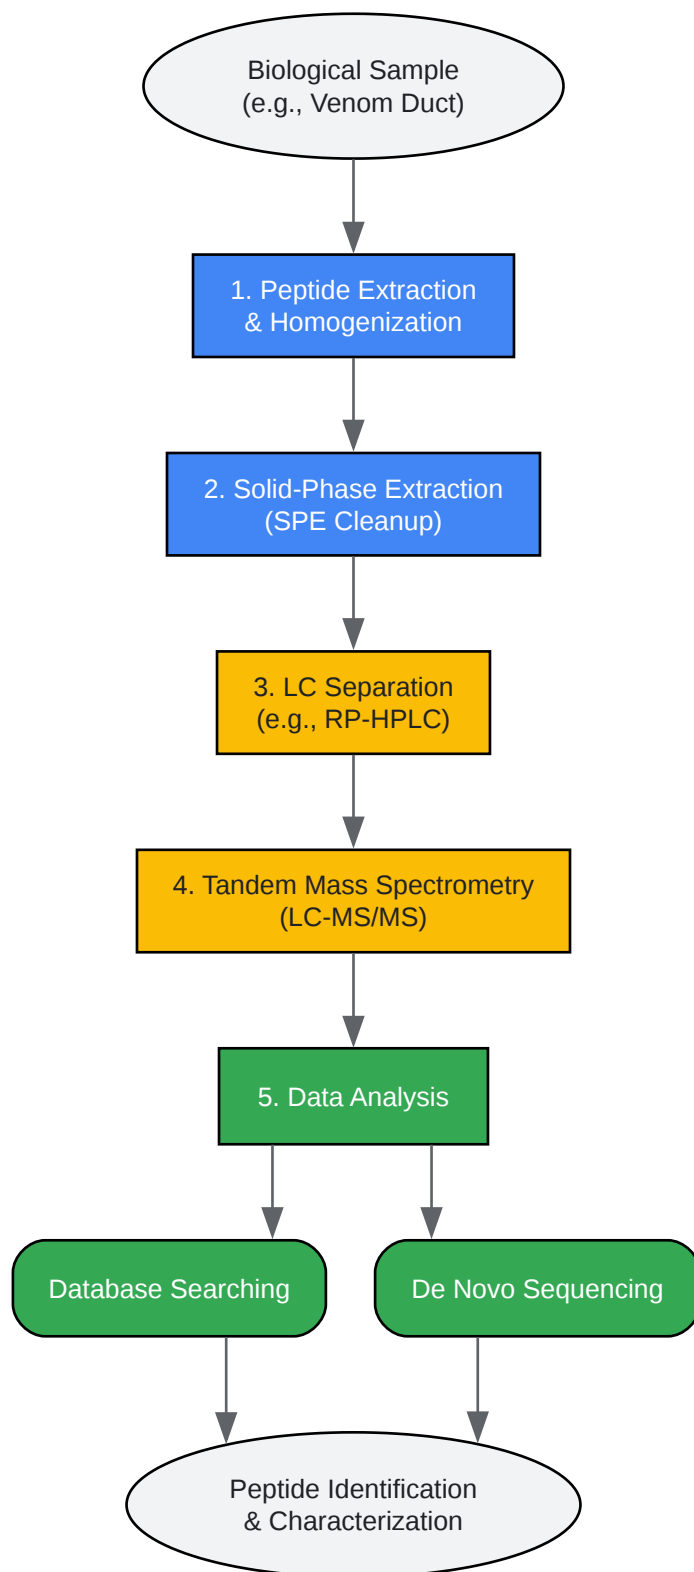 Biological Sample
(e.g., Venom Duct)
1. Peptide Extraction
& Homogenization
2. Solid-Phase Extraction
(SPE Cleanup)
3. LC Separation
(e.g., RP-HPLC)
4. Tandem Mass Spectrometry
(LC-MS/MS)
5. Data Analysis
Database Searching
De Novo Sequencing
Peptide Identification
& Characterization